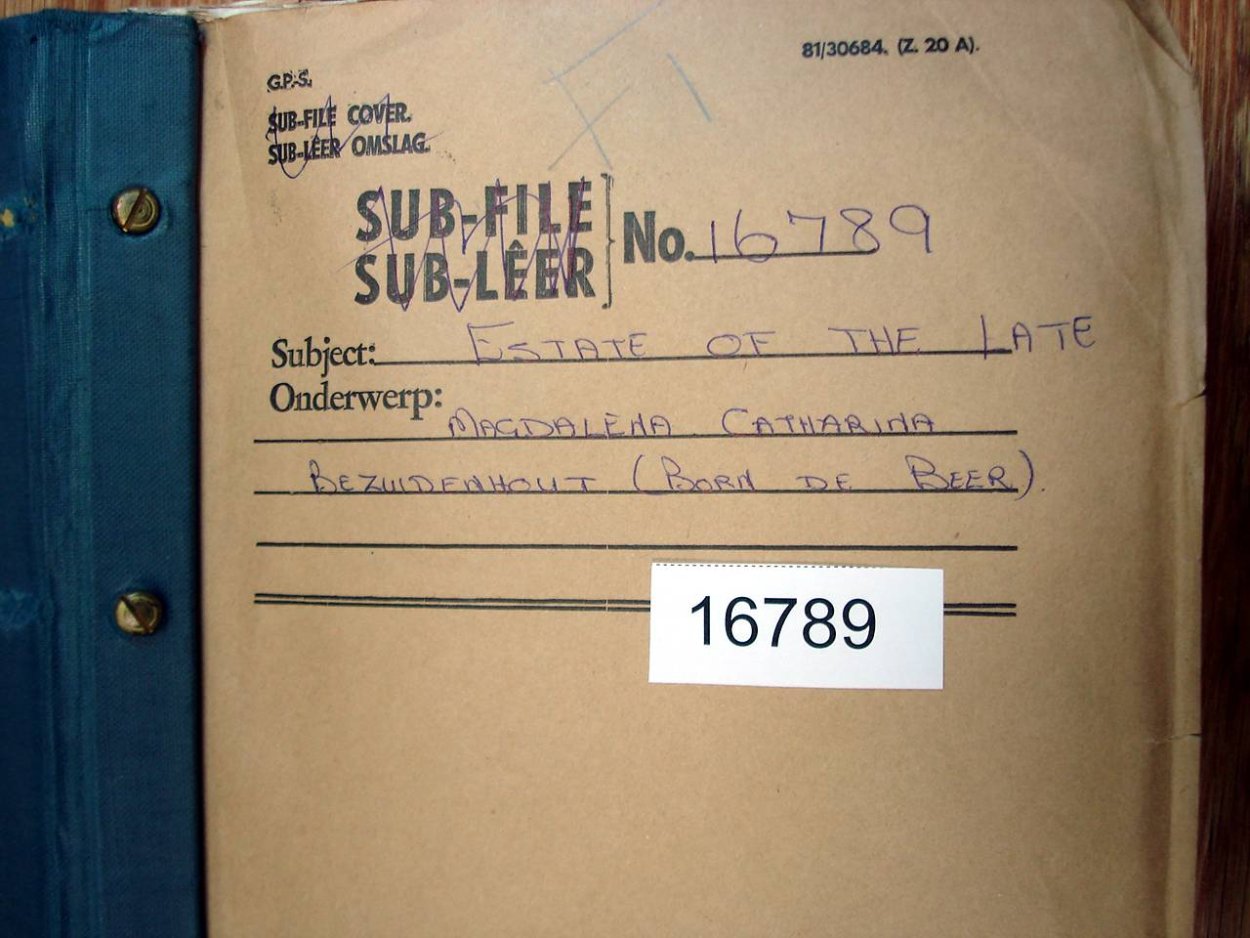 81/30684. (Z. 20 A).
G.P.-S.
SUB-FILE COVER.
SUB-LÊER OMSLAG.
SUB-FILE
SUB-LÊER
No. 16789
Subject: ESTATE OF THE LATE
Onderwerp:
MAGDALENA CATHARINA
BEZUIDENHOUT (BORN DE BEER).
16789